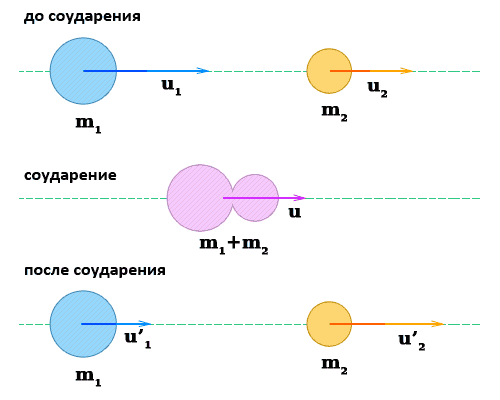 до соударения
u₁ u₂
m₁ m₂
соударение
u
m₁+m₂
после соударения
u′₁ u′₂
m₁ m₂